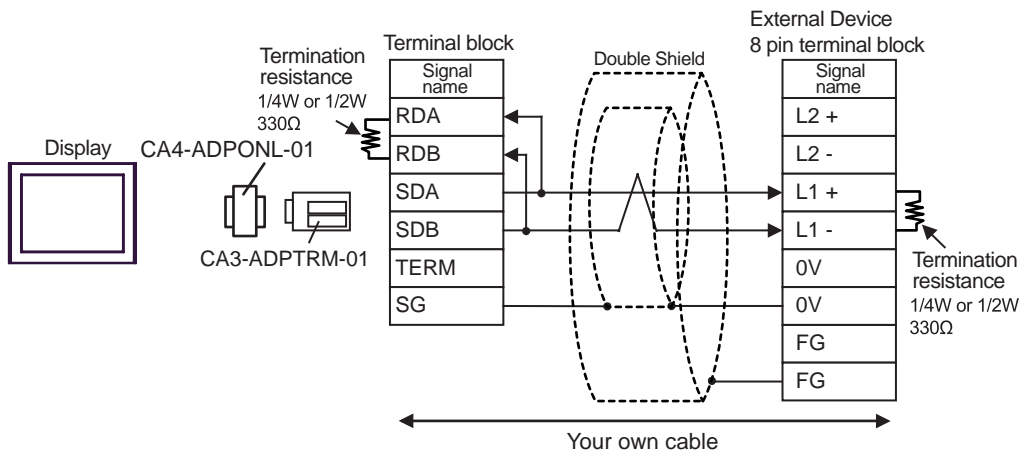 External Device
8 pin terminal block
Terminal block
Double Shield
Termination
resistance
1/4W or 1/2W
330Ω
Display
CA4-ADPONL-01
CA3-ADPTRM-01
Signal
name
RDA
RDB
SDA
SDB
TERM
SG
Signal
name
L2 +
L2 -
L1 +
L1 -
0V
0V
FG
FG
Termination
resistance
1/4W or 1/2W
330Ω
Your own cable